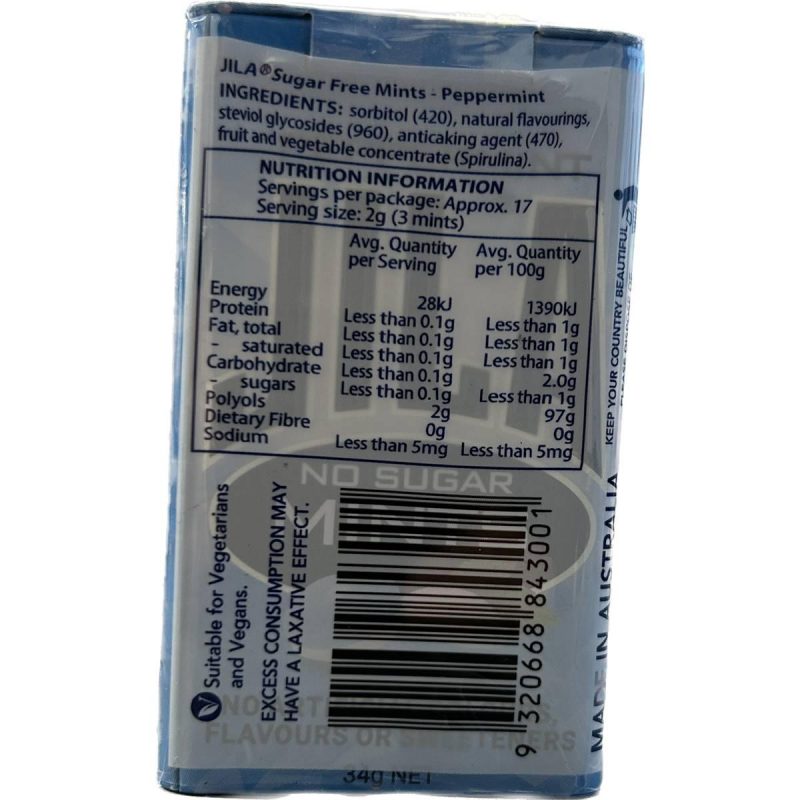 JILA® Sugar Free Mints - Peppermint
INGREDIENTS: sorbitol (420), natural flavourings,
steviol glycosides (960), anticaking agent (470),
fruit and vegetable concentrate (Spirulina).
NUTRITION INFORMATION
Servings per package: Approx. 17
Serving size: 2g (3 mints)
Avg. Quantity per Serving Avg. Quantity per 100g
Energy 28kJ 1390kJ
Protein Less than 0.1g Less than 1g
Fat, total Less than 0.1g Less than 1g
- saturated Less than 0.1g Less than 1g
Carbohydrate Less than 0.1g 2.0g
- sugars Less than 0.1g Less than 1g
Polyols 2g 97g
Dietary Fibre 0g 0g
Sodium Less than 5mg Less than 5mg
JILA
NO SUGAR
MINTS
Suitable for Vegetarians
and Vegans.
EXCESS CONSUMPTION MAY
HAVE A LAXATIVE EFFECT.
9 320668 843001
KEEP YOUR COUNTRY BEAUTIFUL
MADE IN AUSTRALIA
FLAVOURS OR SWEETENERS
34g NET